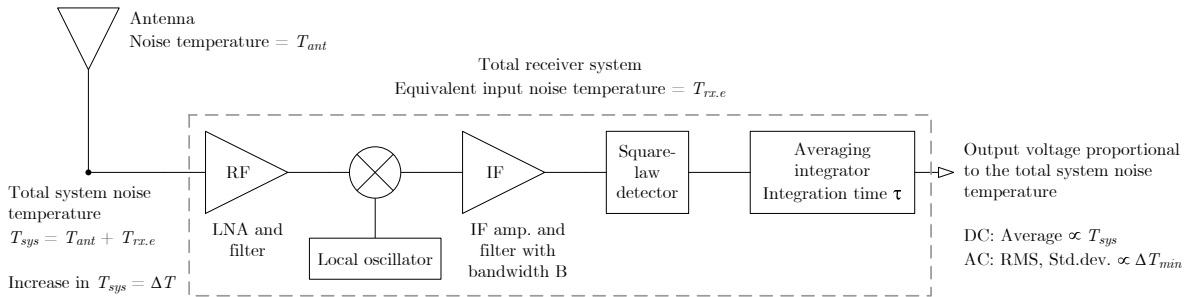 Antenna
Noise temperature = T_ant
Total receiver system
Equivalent input noise temperature = T_rx.e
RF
IF
Square-
law
detector
Averaging
integrator
Integration time τ
Output voltage proportional
to the total system noise
temperature
Total system noise
temperature
T_sys = T_ant + T_rx.e
LNA and
filter
Local oscillator
IF amp. and
filter with
bandwidth B
DC: Average ∝ T_sys
AC: RMS, Std.dev. ∝ ΔT_min
Increase in T_sys = ΔT